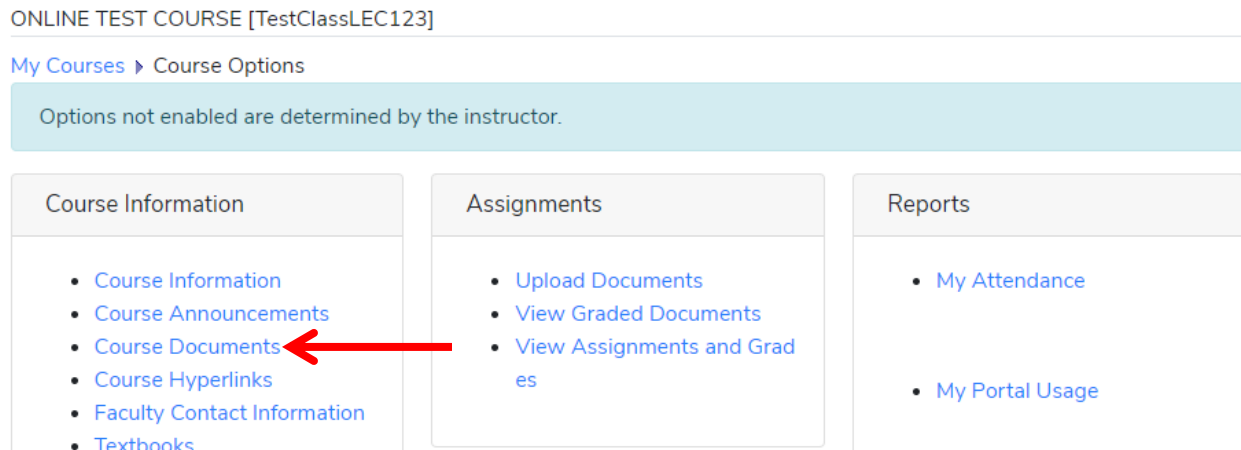 ONLINE TEST COURSE [TestClassLEC123]
My Courses Course Options
Options not enabled are determined by the instructor.
Course Information
Course Information
Course Announcements
Course Documents
Course Hyperlinks
Faculty Contact Information
Textbooks
Assignments
Upload Documents
View Graded Documents
View Assignments and Grad
es
Reports
My Attendance
My Portal Usage